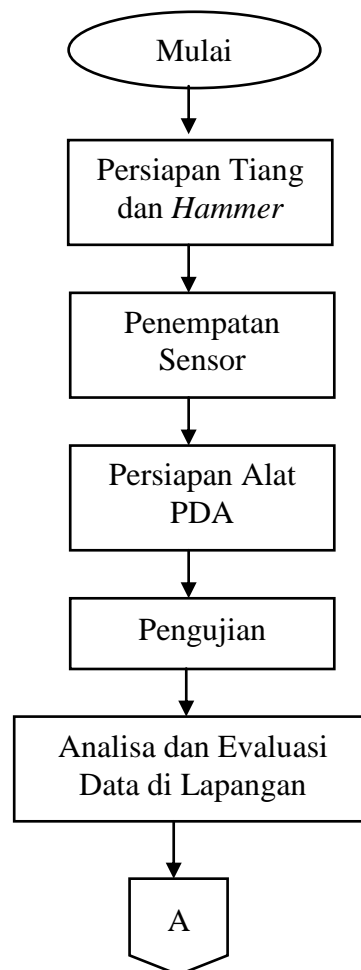 Mulai
Persiapan Tiang
dan Hammer
Penempatan
Sensor
Persiapan Alat
PDA
Pengujian
Analisa dan Evaluasi
Data di Lapangan
A